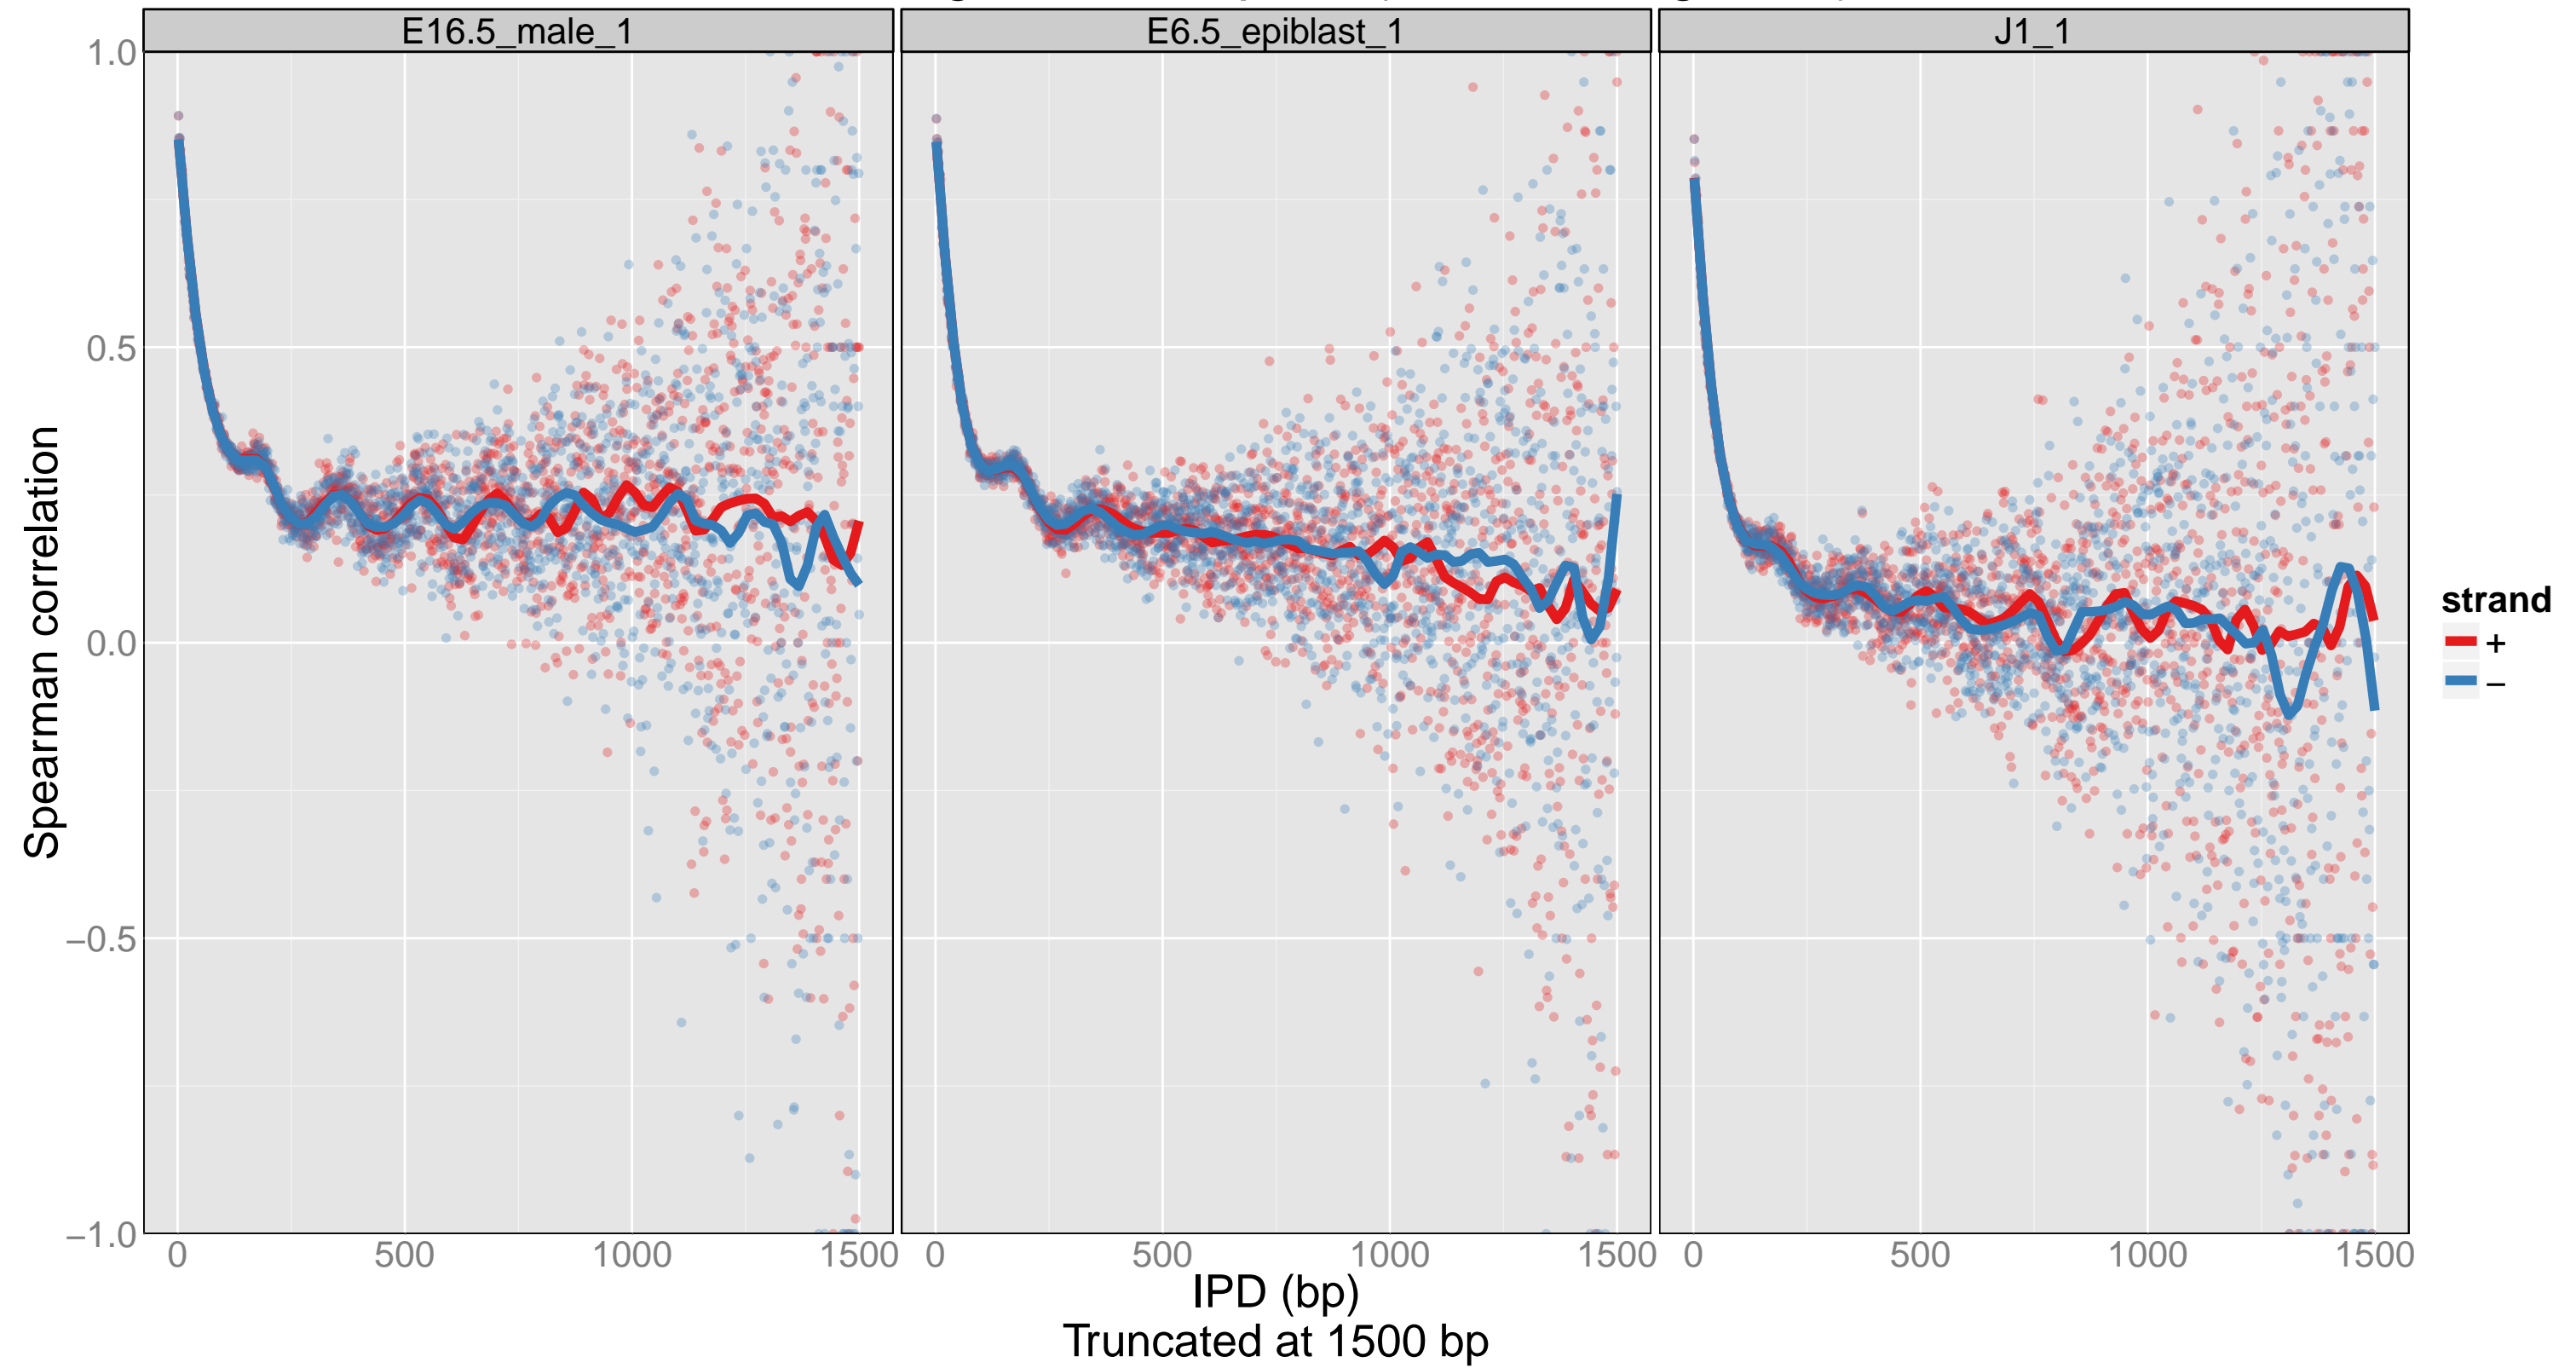 E16.5_male_1 E6.5_epiblast_1 J1_1
1.0
0.5
0.0
−0.5
−1.0
Spearman correlation
0 500 1000 1500 0 500 1000 1500 0 500 1000 1500
IPD (bp)
Truncated at 1500 bp
strand
+
−